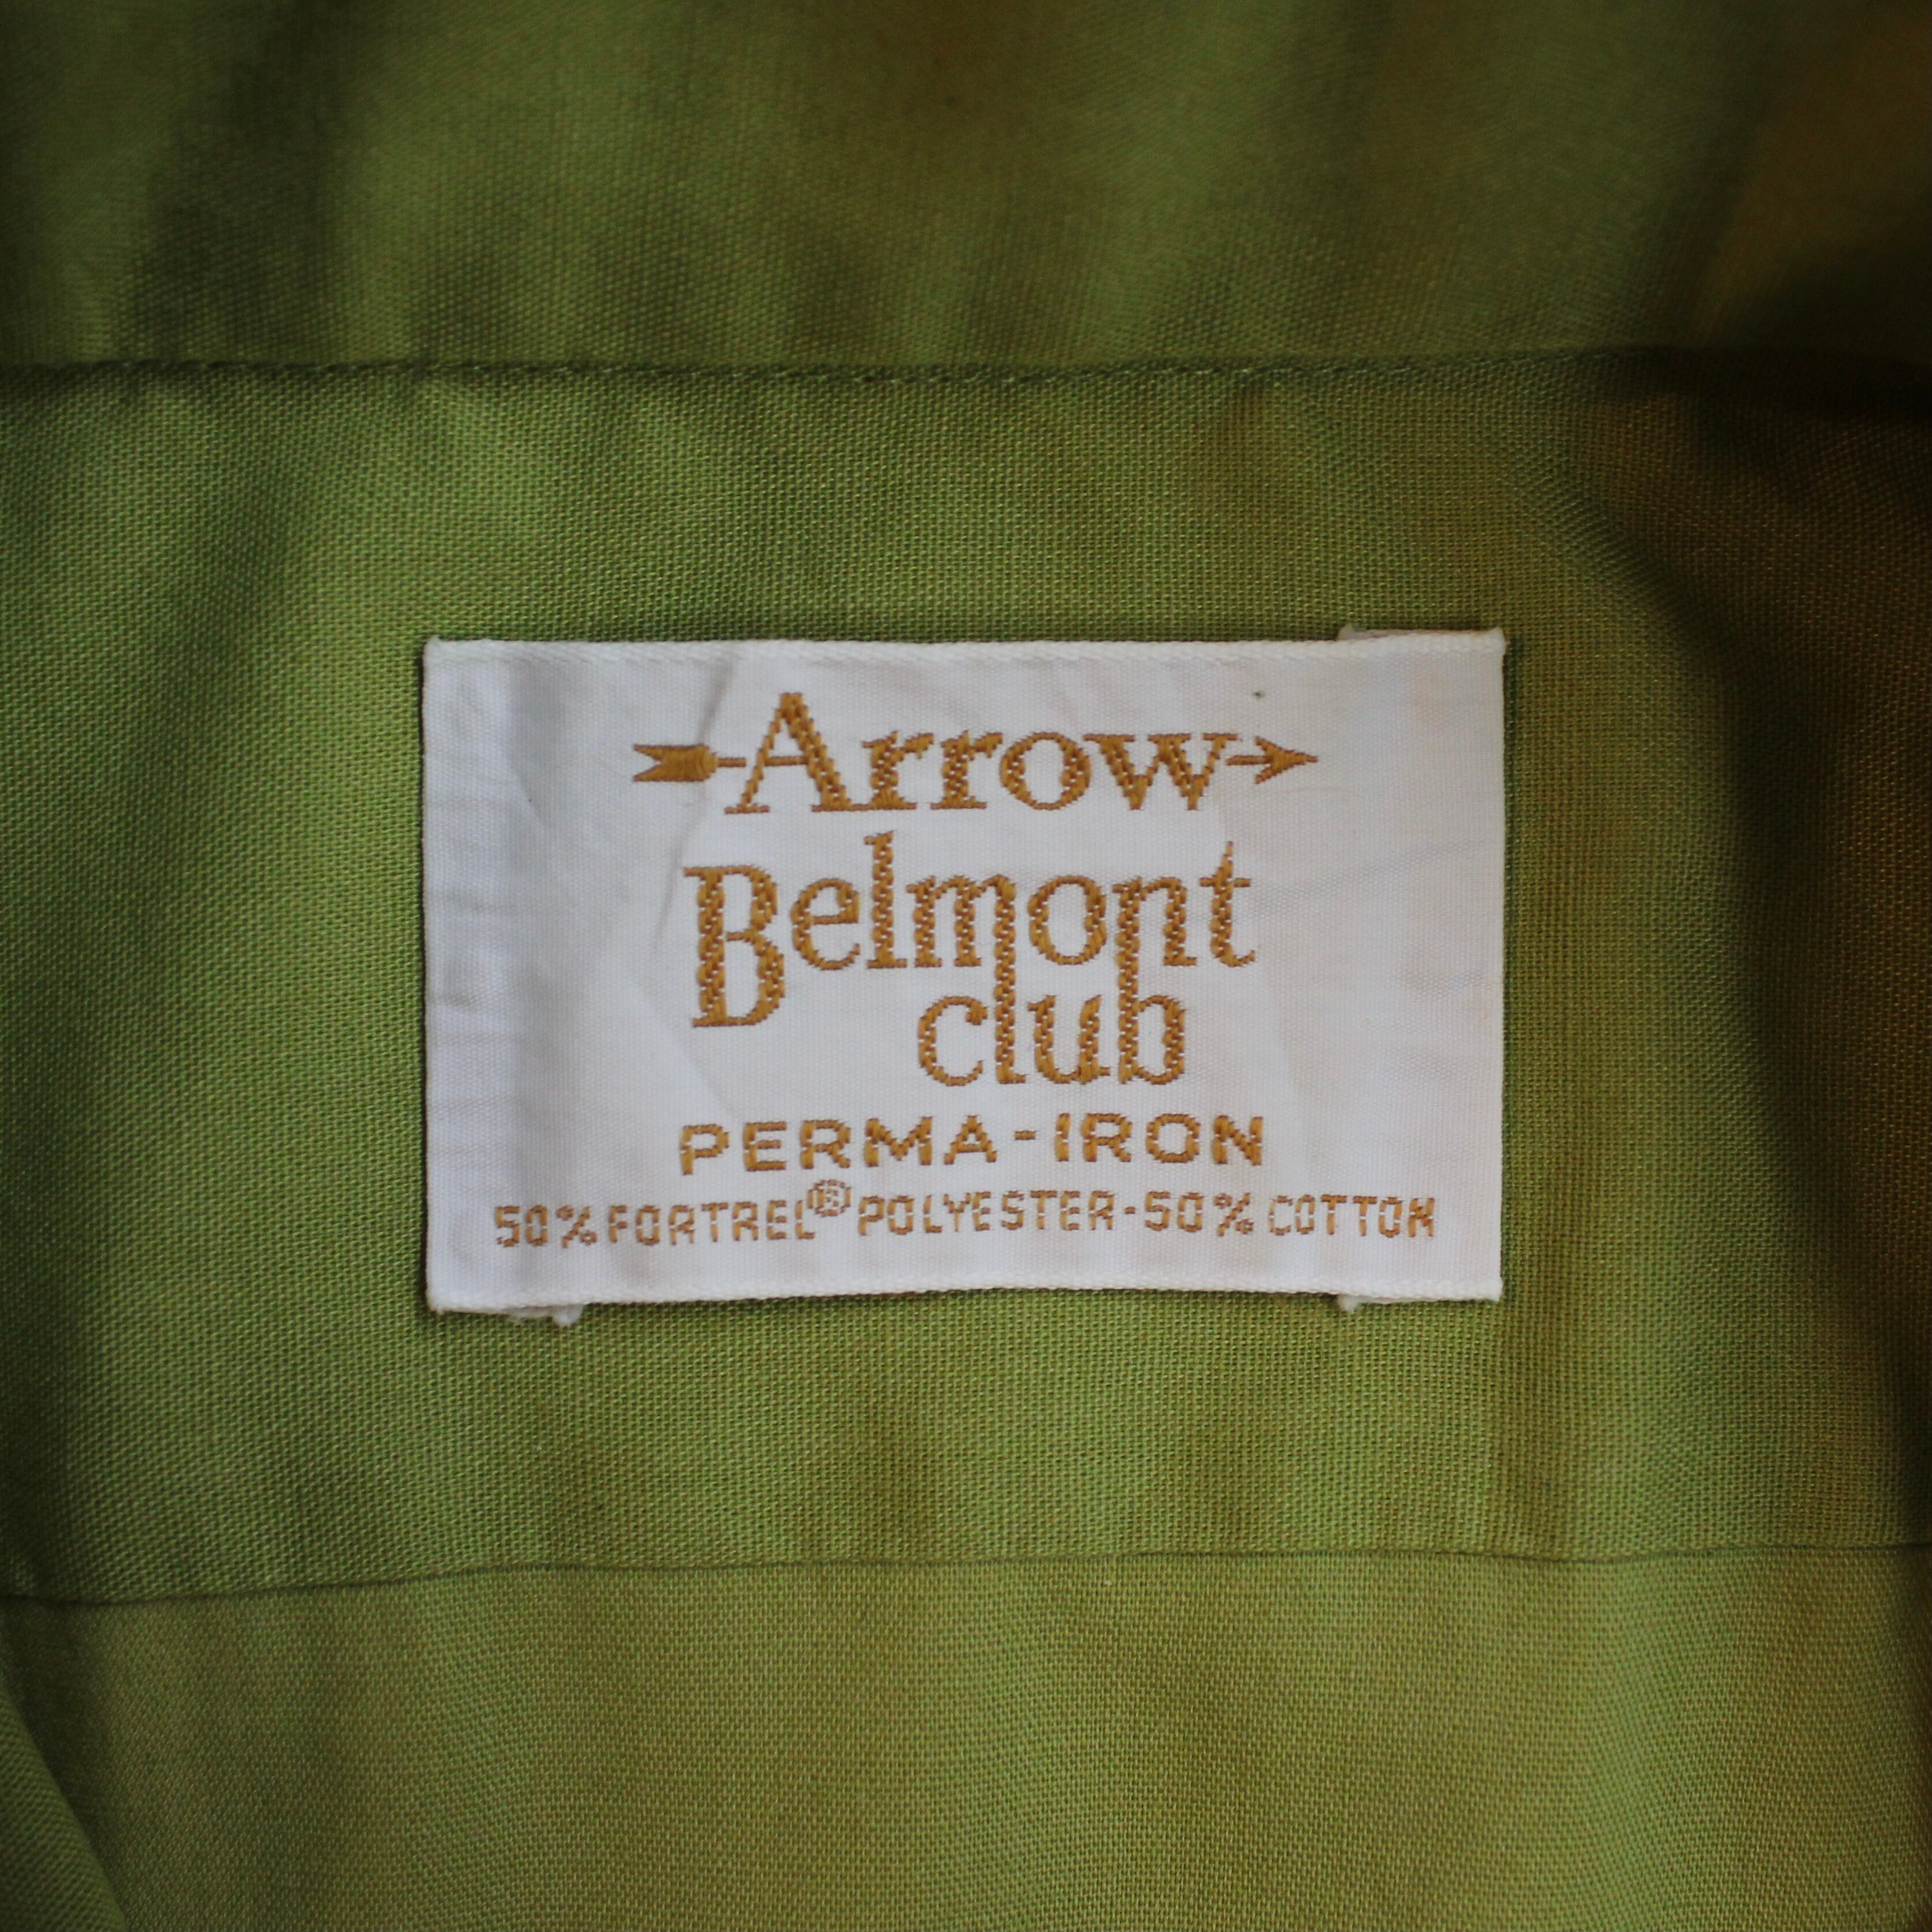 Arrow
Belmont
club
PERMA-IRON
50% FORTREL® POLYESTER-50% COTTON